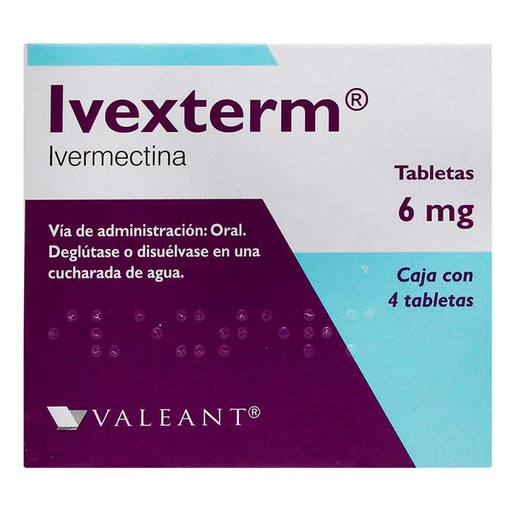 Ivexterm®
Ivermectina
Tabletas
6 mg
Vía de administración: Oral.
Deglútase o disuélvase en una
cucharada de agua.
Caja con
4 tabletas
VALEANT®